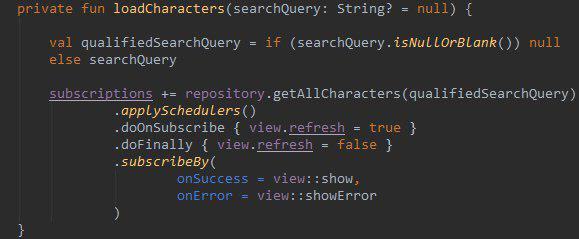 private fun loadCharacters(searchQuery: String? = null) {
val qualifiedSearchQuery = if (searchQuery.isNullOrBlank()) null
else searchQuery
subscriptions += repository.getAllCharacters(qualifiedSearchQuery)
.applySchedulers()
.doOnSubscribe { view.refresh = true }
.doFinally { view.refresh = false }
.subscribeBy(
onSuccess = view::show,
onError = view::showError
)
}